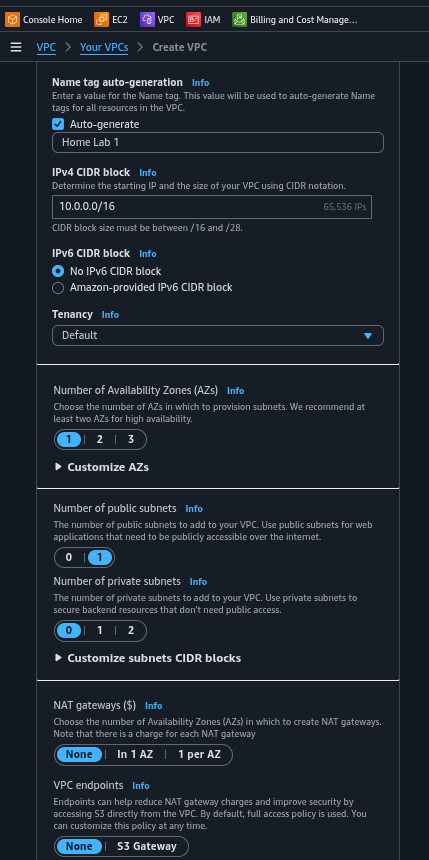 Console Home EC2 VPC IAM Billing and Cost Manage...
VPC > Your VPCs > Create VPC
Name tag auto-generation Info
Enter a value for the Name tag. This value will be used to auto-generate Name
tags for all resources in the VPC.
Auto-generate
Home Lab 1
IPv4 CIDR block Info
Determine the starting IP and the size of your VPC using CIDR notation.
10.0.0.0/16 65,536 IPs
CIDR block size must be between /16 and /28.
IPv6 CIDR block Info
No IPv6 CIDR block
Amazon-provided IPv6 CIDR block
Tenancy Info
Default
Number of Availability Zones (AZs) Info
Choose the number of AZs in which to provision subnets. We recommend at
least two AZs for high availability.
1 | 2 | 3
Customize AZs
Number of public subnets Info
The number of public subnets to add to your VPC. Use public subnets for web
applications that need to be publicly accessible over the internet.
0 | 1
Number of private subnets Info
The number of private subnets to add to your VPC. Use private subnets to
secure backend resources that don't need public access.
0 | 1 | 2
Customize subnets CIDR blocks
NAT gateways ($) Info
Choose the number of Availability Zones (AZs) in which to create NAT gateways.
Note that there is a charge for each NAT gateway
None | In 1 AZ | 1 per AZ
VPC endpoints Info
Endpoints can help reduce NAT gateway charges and improve security by
accessing S3 directly from the VPC. By default, full access policy is used. You
can customize this policy at any time.
None | S3 Gateway